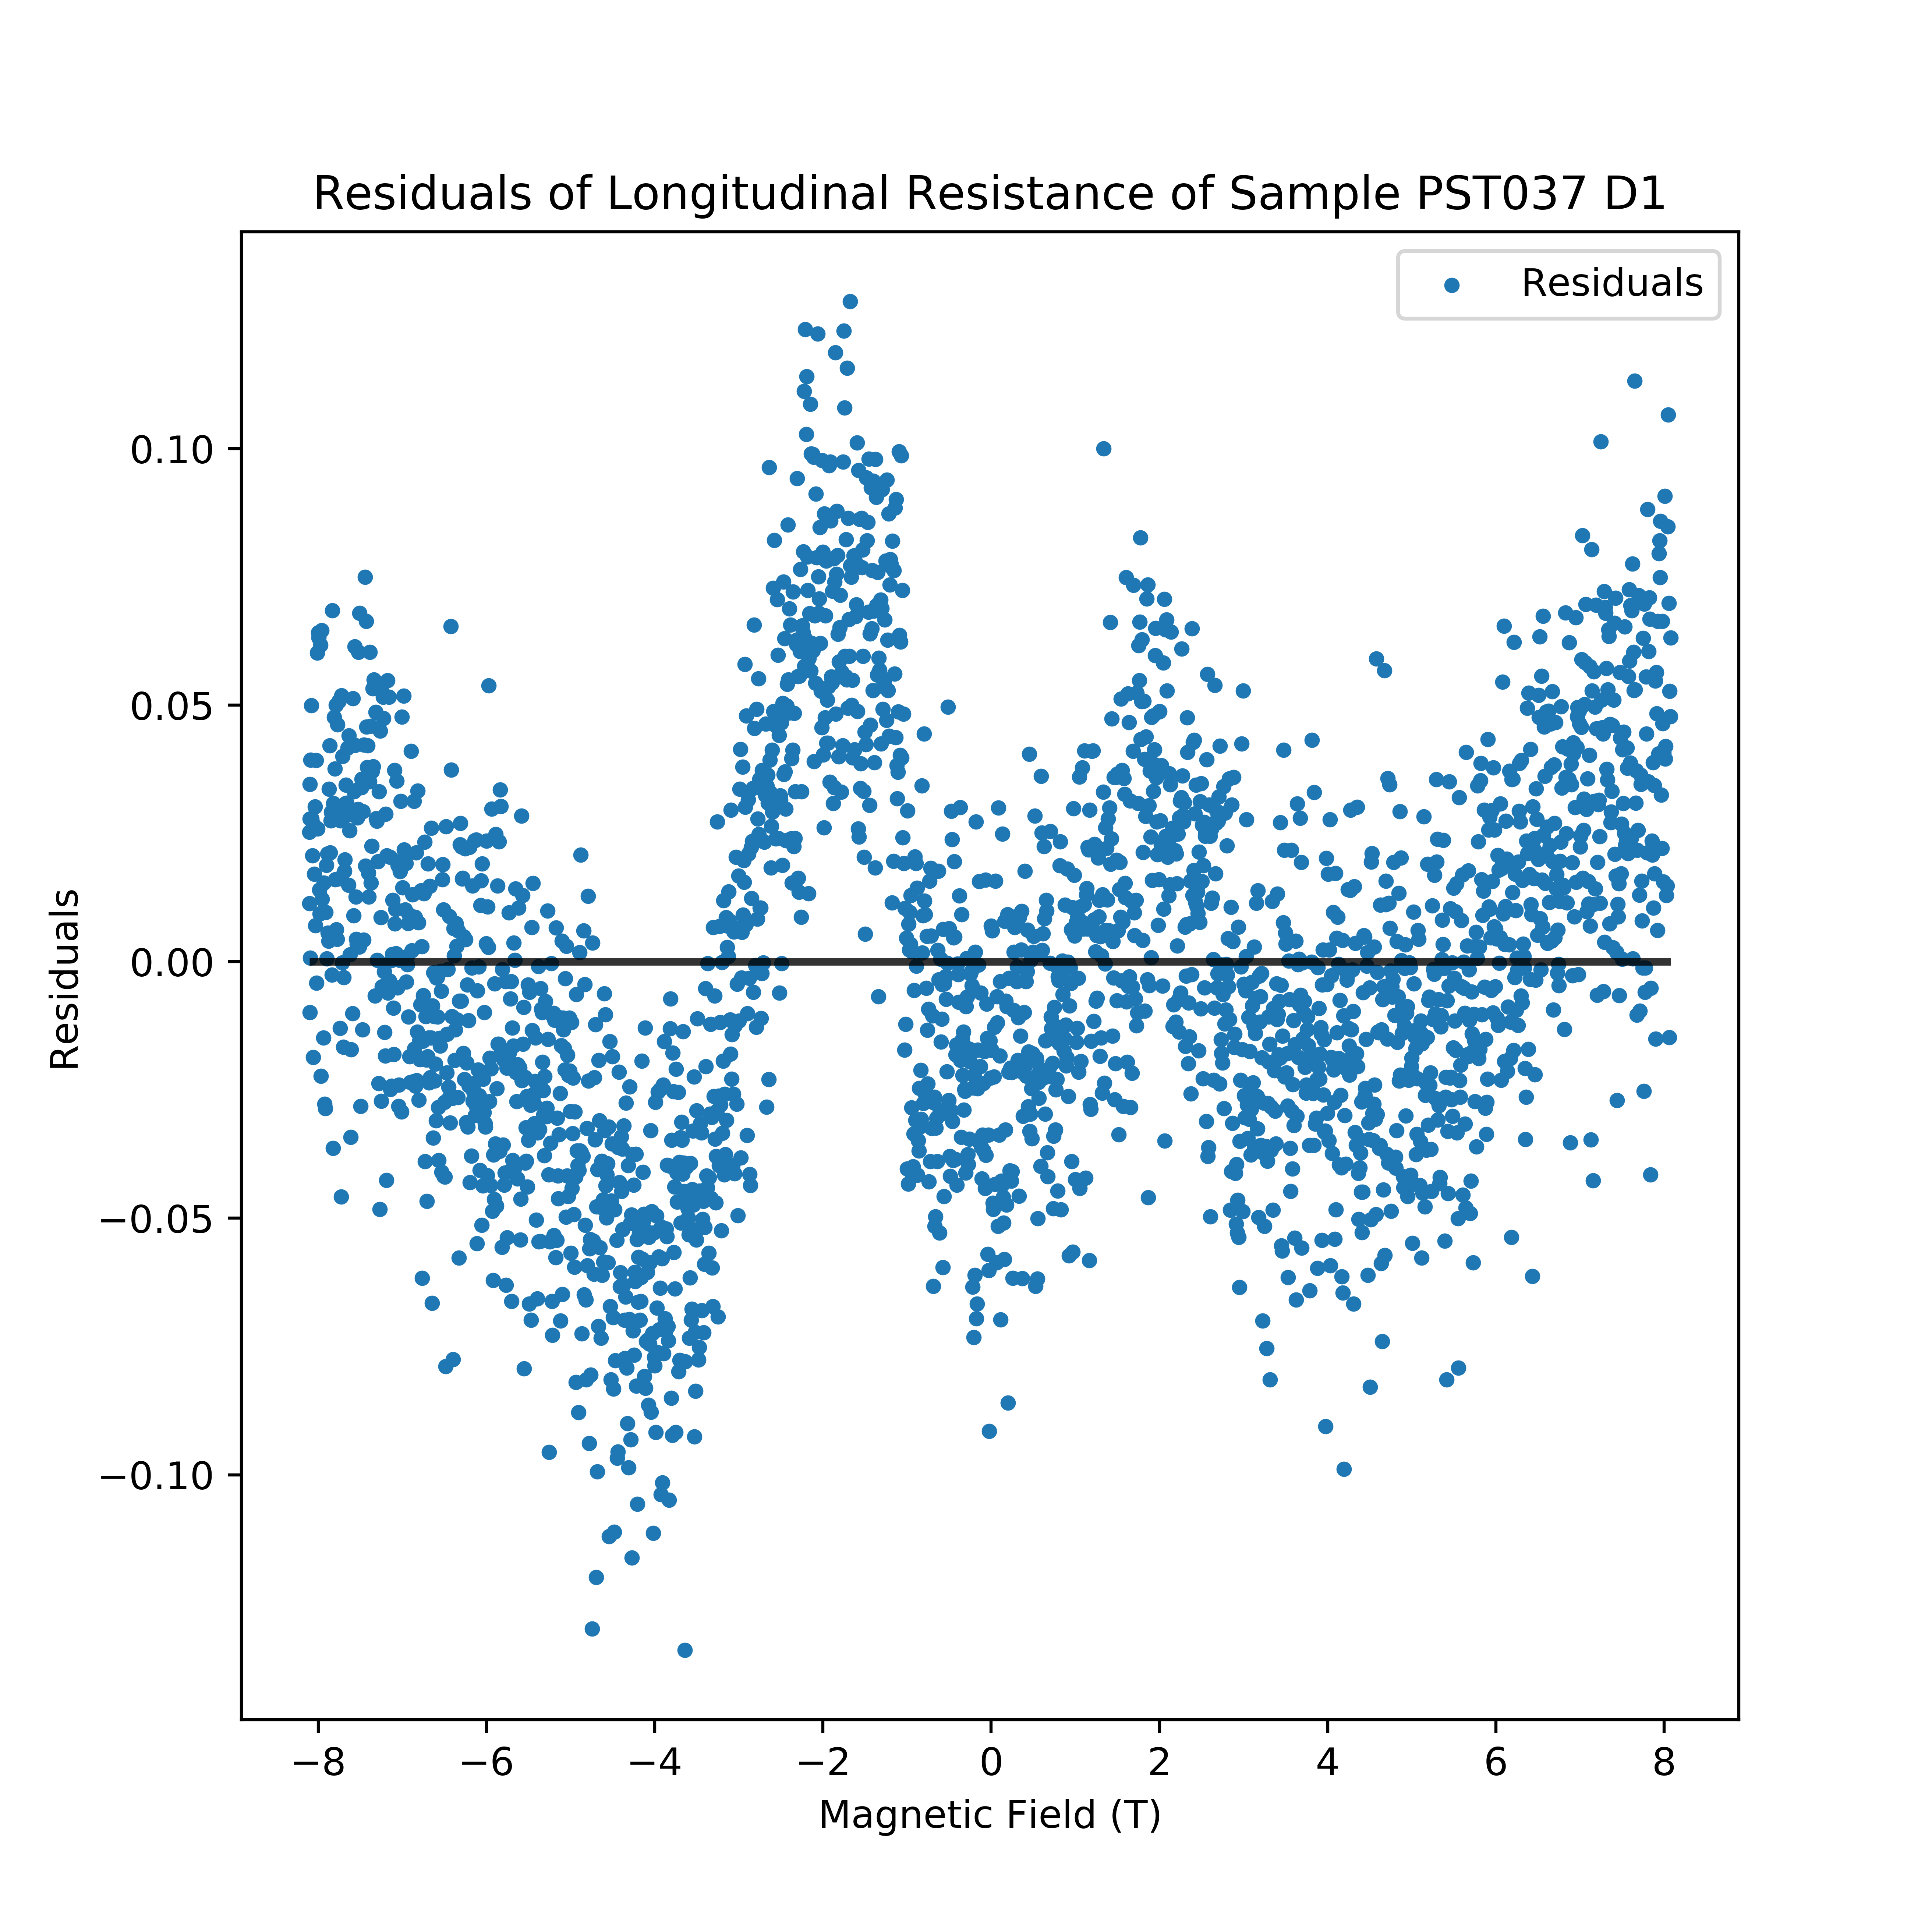 Residuals of Longitudinal Resistance of Sample PST037 D1
Residuals
0.10
0.05
0.00
−0.05
−0.10
Residuals
−8 −6 −4 −2 0 2 4 6 8
Magnetic Field (T)